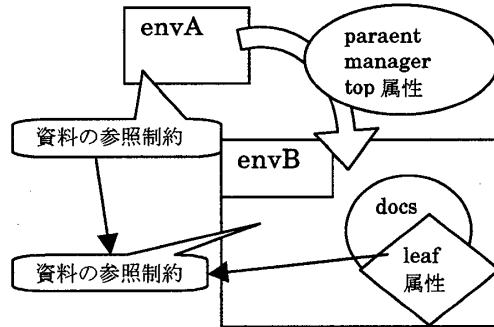 envA
paraent
manager
top 属性
資料の参照制約
envB
docs
leaf
属性
資料の参照制約